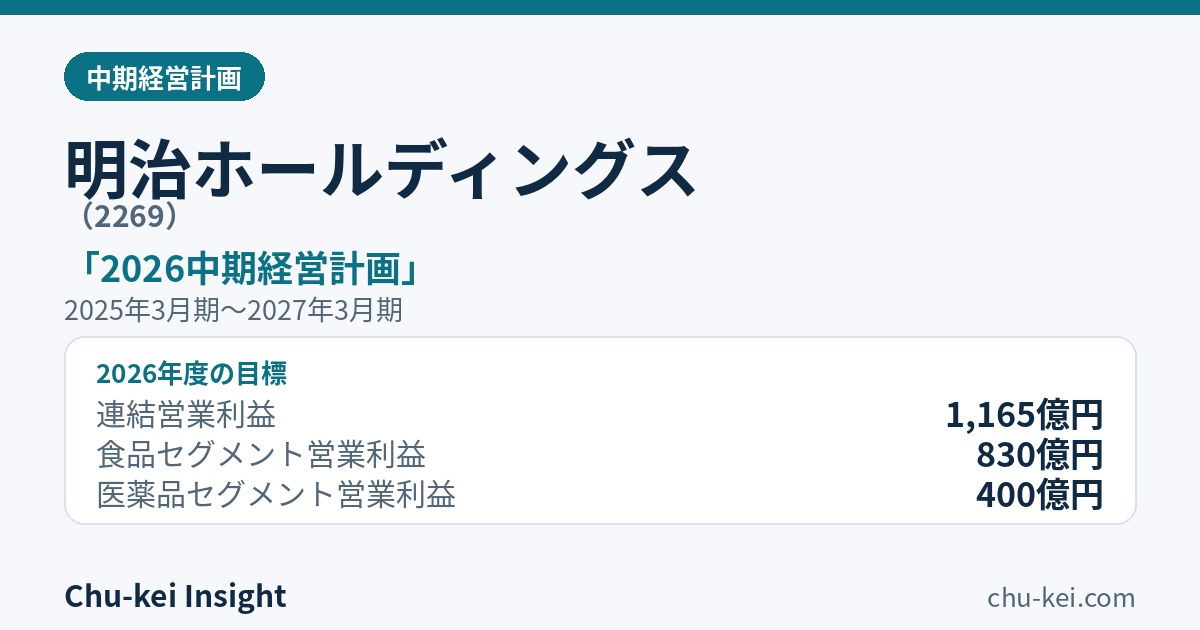 中期経営計画
明治ホールディングス
（2269）
「2026中期経営計画」
2025年3月期～2027年3月期
2026年度の目標
連結営業利益 1,165億円
食品セグメント営業利益 830億円
医薬品セグメント営業利益 400億円
Chu-kei Insight chu-kei.com